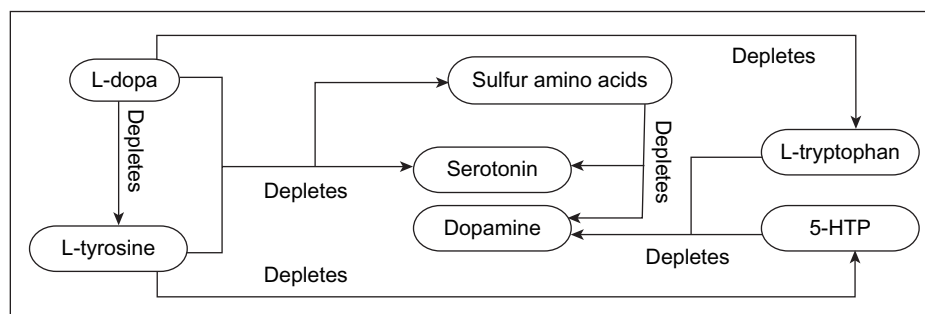 Depletes
L-dopa
Sulfur amino acids
Depletes
Depletes
L-tryptophan
Serotonin
Depletes
Dopamine
5-HTP
L-tyrosine
Depletes
Depletes